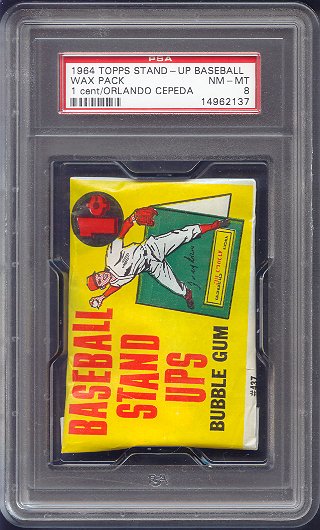 PSA
1964 TOPPS STAND-UP BASEBALL
WAX PACK NM-MT
1 cent/ORLANDO CEPEDA 8
14962137
1¢
BASEBALL
STAND
UPS
BUBBLE GUM
#437